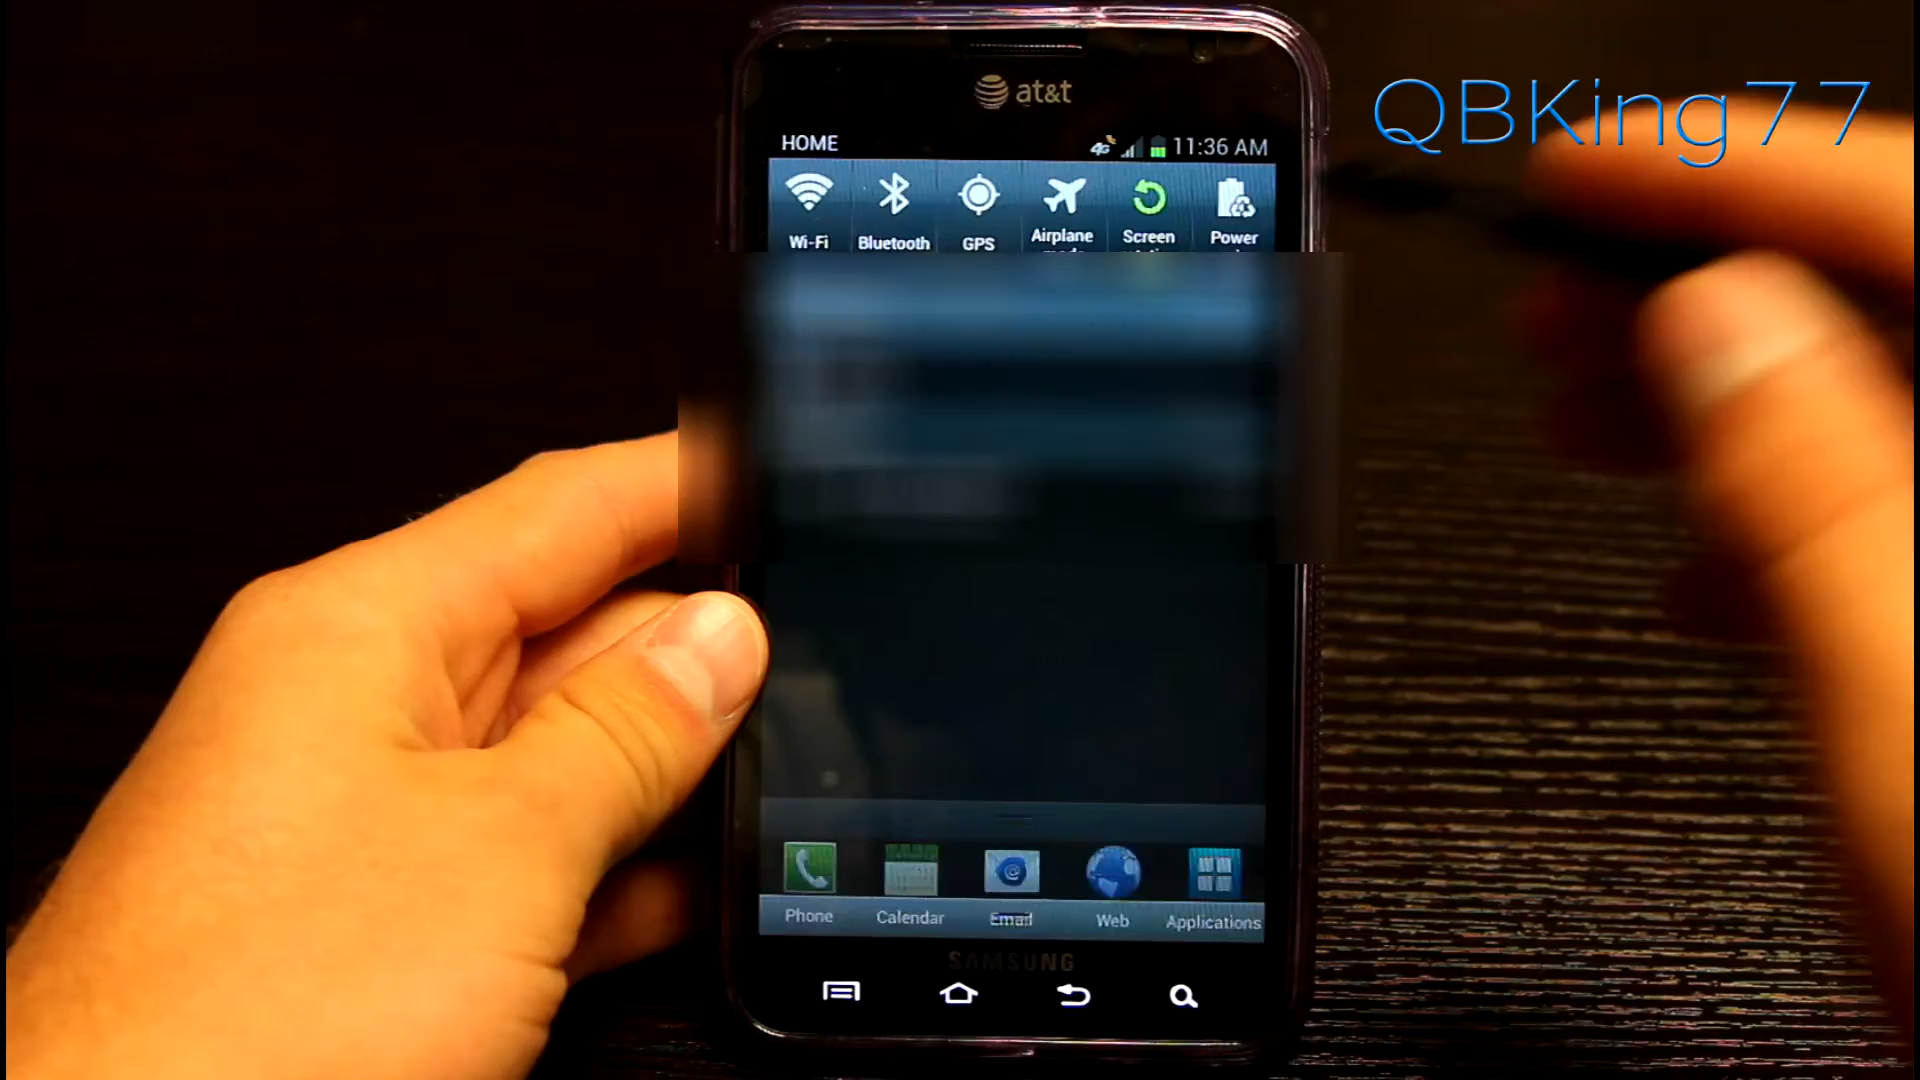 QBKing77
at&t
HOME 4G 11:36 AM
Wi-Fi Bluetooth GPS Airplane Screen Power
Phone Calendar Email Web Applications
SAMSUNG